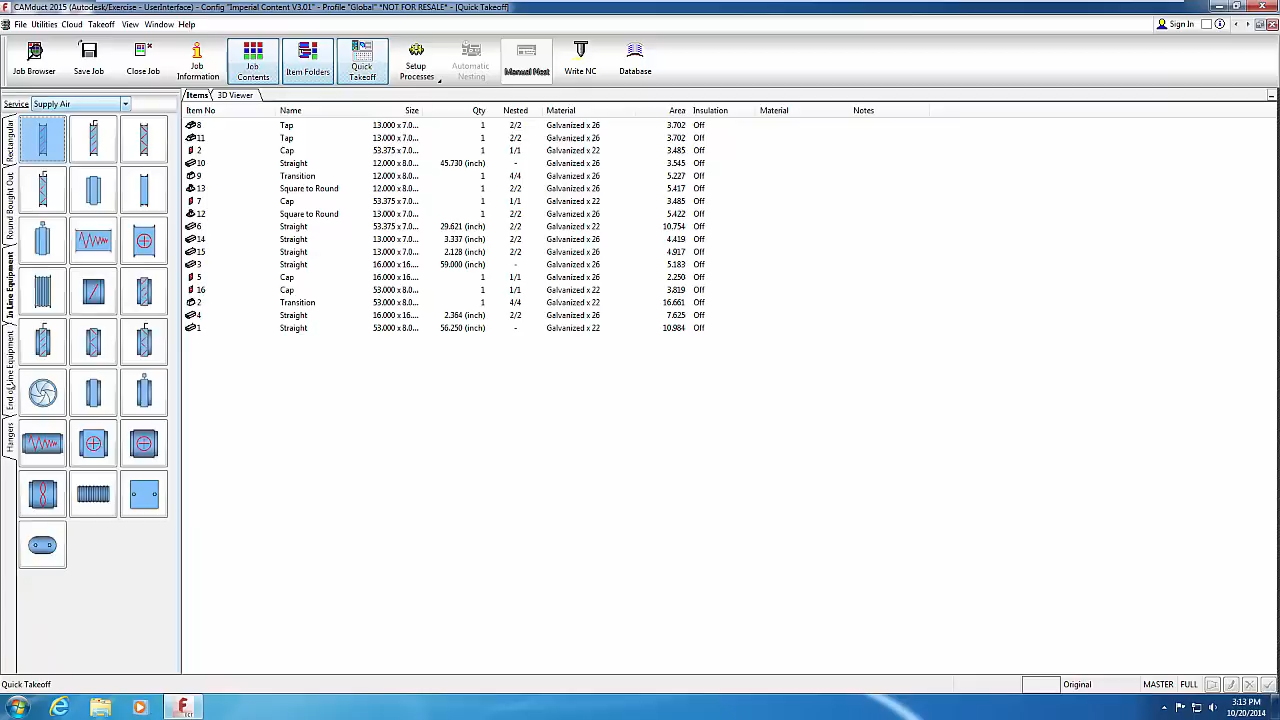 CAMduct 2015 (Autodesk/Exercise - UserInterface) - Config "Imperial Content V3.01" - Profile "Global" *NOT FOR RESALE* - [Quick Takeoff]
File Utilities Cloud Takeoff View Window Help
Sign In
Job Browser
Save Job
Close Job
Job Information
Job Contents
Item Folders
Quick Takeoff
Setup Processes
Automatic Nesting
Manual Nest
Write NC
Database
Service Supply Air
Items 3D Viewer
Item No Name Size Qty Nested Material Area Insulation Material Notes
8 Tap 13.000 x 7.0... 1 2/2 Galvanized x 26 3.702 Off
11 Tap 13.000 x 7.0... 1 2/2 Galvanized x 26 3.702 Off
2 Cap 53.375 x 7.0... 1 1/1 Galvanized x 22 3.485 Off
10 Straight 12.000 x 8.0... 45.730 (inch) - Galvanized x 26 3.545 Off
9 Transition 12.000 x 8.0... 1 4/4 Galvanized x 26 5.227 Off
13 Square to Round 12.000 x 8.0... 1 2/2 Galvanized x 26 5.417 Off
7 Cap 53.375 x 7.0... 1 1/1 Galvanized x 22 3.485 Off
12 Square to Round 13.000 x 7.0... 1 2/2 Galvanized x 26 5.422 Off
6 Straight 53.375 x 7.0... 29.621 (inch) 2/2 Galvanized x 22 10.754 Off
14 Straight 13.000 x 7.0... 3.337 (inch) 2/2 Galvanized x 26 4.419 Off
15 Straight 13.000 x 7.0... 2.128 (inch) 2/2 Galvanized x 26 4.917 Off
3 Straight 16.000 x 16.... 59.000 (inch) - Galvanized x 26 5.183 Off
5 Cap 16.000 x 16.... 1 1/1 Galvanized x 26 2.250 Off
16 Cap 53.000 x 8.0... 1 1/1 Galvanized x 22 3.819 Off
2 Transition 53.000 x 8.0... 1 4/4 Galvanized x 22 16.661 Off
4 Straight 16.000 x 16.... 2.364 (inch) 2/2 Galvanized x 26 7.625 Off
1 Straight 53.000 x 8.0... 56.250 (inch) - Galvanized x 22 10.984 Off
Rectangular
Round Bought Out
In Line Equipment
End of Line Equipment
Hangers
Quick Takeoff
Original MASTER FULL
3:13 PM
10/20/2014